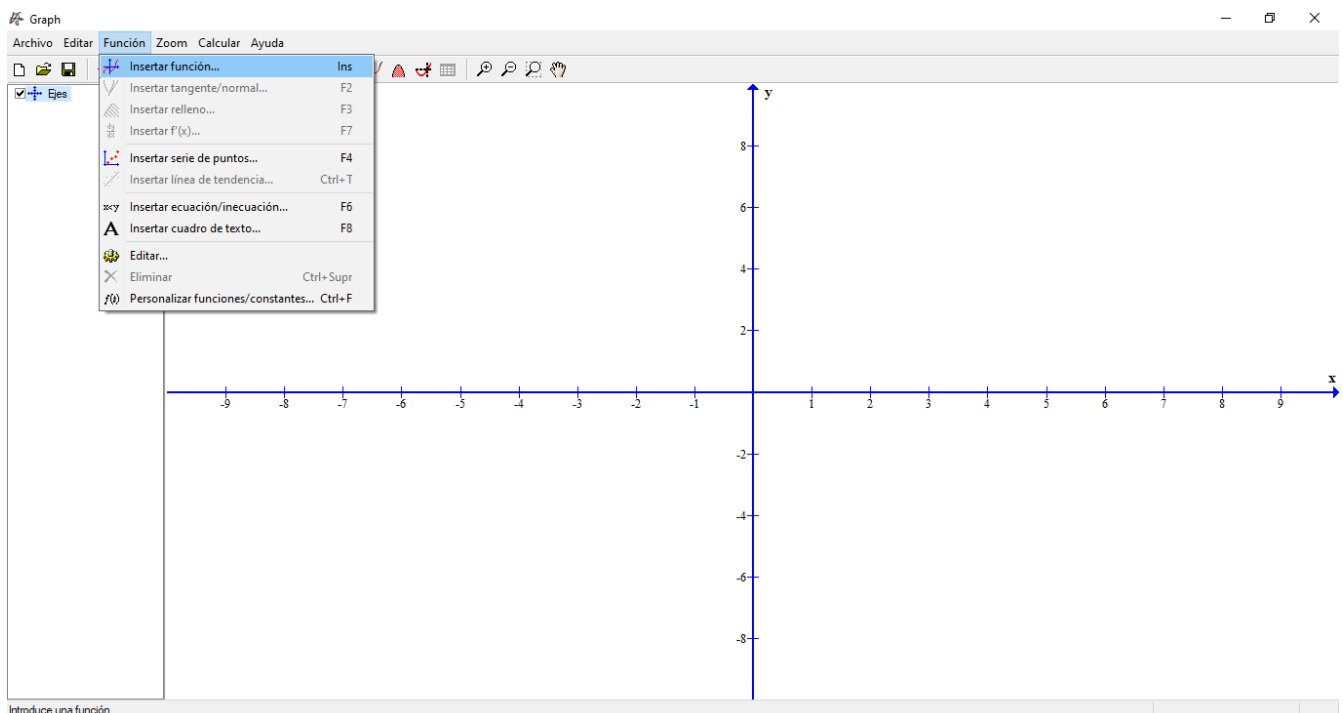 Graph
Archivo Editar Función Zoom Calcular Ayuda
Insertar función... Ins
Insertar tangente/normal... F2
Insertar relleno... F3
Insertar f'(x)... F7
Insertar serie de puntos... F4
Insertar línea de tendencia... Ctrl+T
x<y Insertar ecuación/inecuación... F6
A Insertar cuadro de texto... F8
Editar...
Eliminar Ctrl+Supr
Personalizar funciones/constantes... Ctrl+F
Ejes
y
8
6
4
2
x
-9 -8 -7 -6 -5 -4 -3 -2 -1 1 2 3 4 5 6 7 8 9
-2
-4
-6
-8
Introduce una función